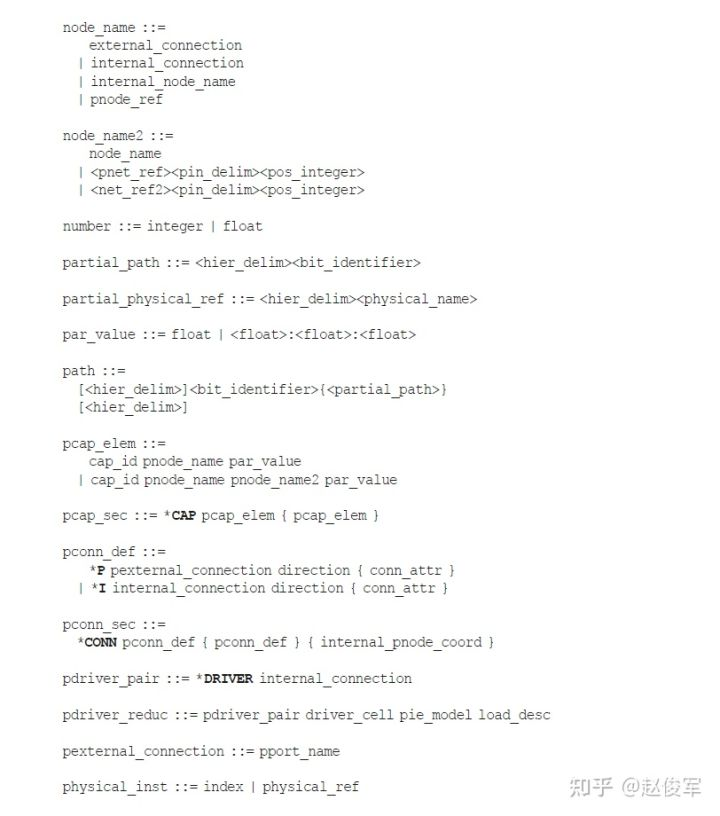 node_name ::=
external_connection
| internal_connection
| internal_node_name
| pnode_ref
node_name2 ::=
node_name
| <pnet_ref><pin_delim><pos_integer>
| <net_ref2><pin_delim><pos_integer>
number ::= integer | float
partial_path ::= <hier_delim><bit_identifier>
partial_physical_ref ::= <hier_delim><physical_name>
par_value ::= float | <float>:<float>:<float>
path ::=
[<hier_delim>]<bit_identifier>{<partial_path>}
[<hier_delim>]
pcap_elem ::=
cap_id pnode_name par_value
| cap_id pnode_name pnode_name2 par_value
pcap_sec ::= *CAP pcap_elem { pcap_elem }
pconn_def ::=
*P pexternal_connection direction { conn_attr }
| *I internal_connection direction { conn_attr }
pconn_sec ::=
*CONN pconn_def { pconn_def } { internal_pnode_coord }
pdriver_pair ::= *DRIVER internal_connection
pdriver_reduc ::= pdriver_pair driver_cell pie_model load_desc
pexternal_connection ::= pport_name
physical_inst ::= index | physical_ref
知乎 @赵俊军